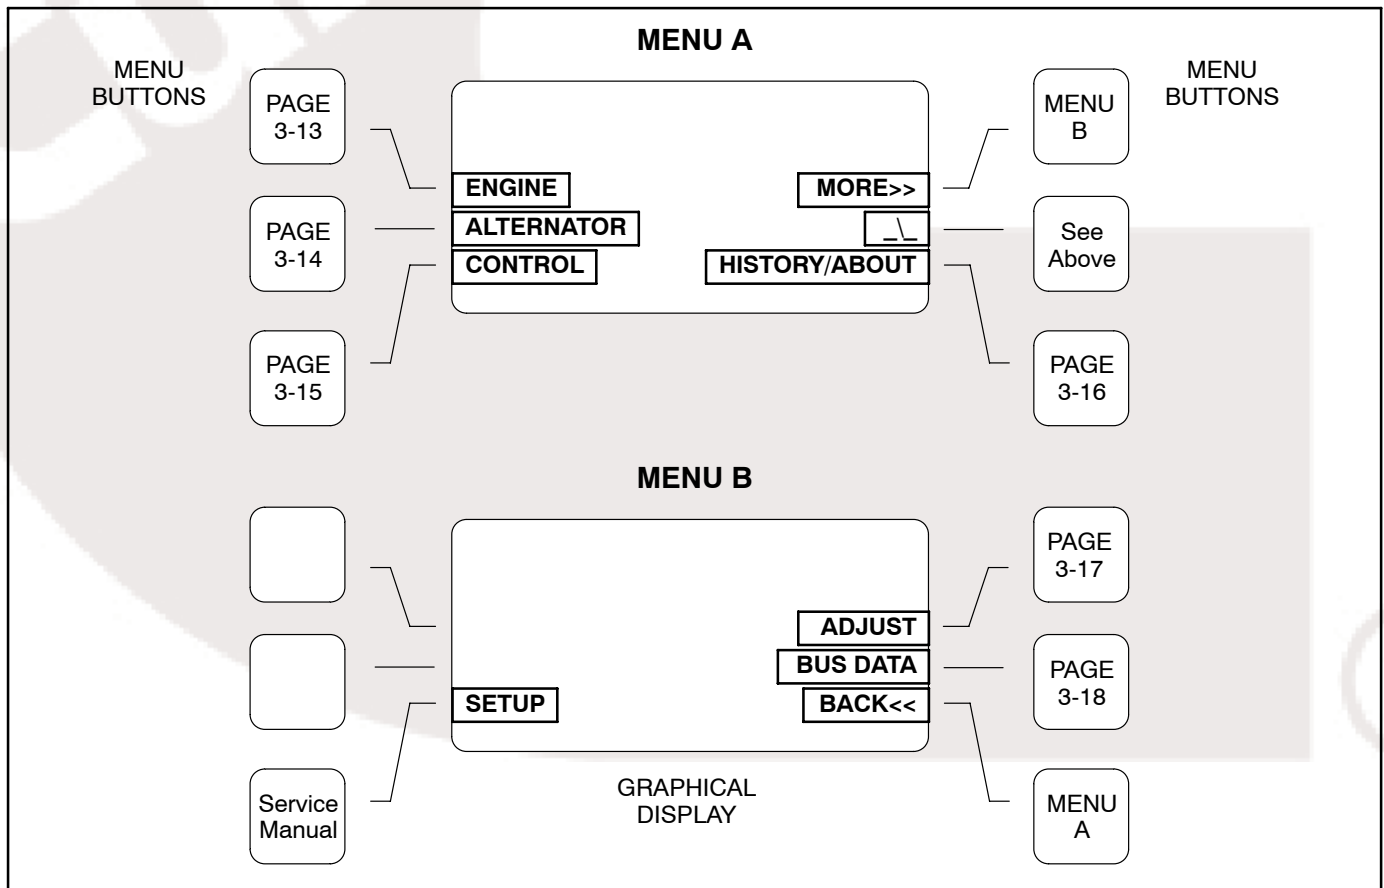 MENU A
MENU
BUTTONS
PAGE
3-13
PAGE
3-14
PAGE
3-15
ENGINE
ALTERNATOR
CONTROL
MORE>>
_\_
HISTORY/ABOUT
MENU
B
See
Above
PAGE
3-16
MENU
BUTTONS
MENU B
Service
Manual
SETUP
ADJUST
BUS DATA
BACK<<
PAGE
3-17
PAGE
3-18
MENU
A
GRAPHICAL
DISPLAY